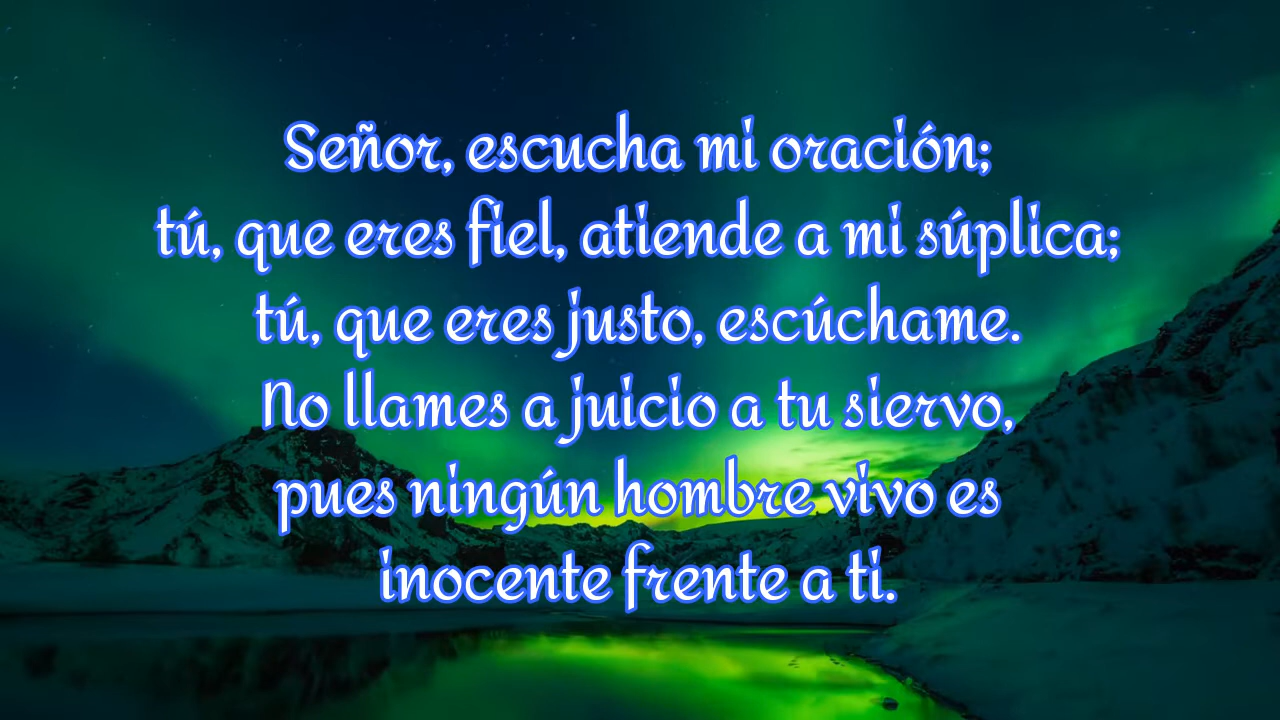 Señor, escucha mi oración;
tú, que eres fiel, atiende a mi súplica;
tú, que eres justo, escúchame.
No llames a juicio a tu siervo,
pues ningún hombre vivo es
inocente frente a ti.